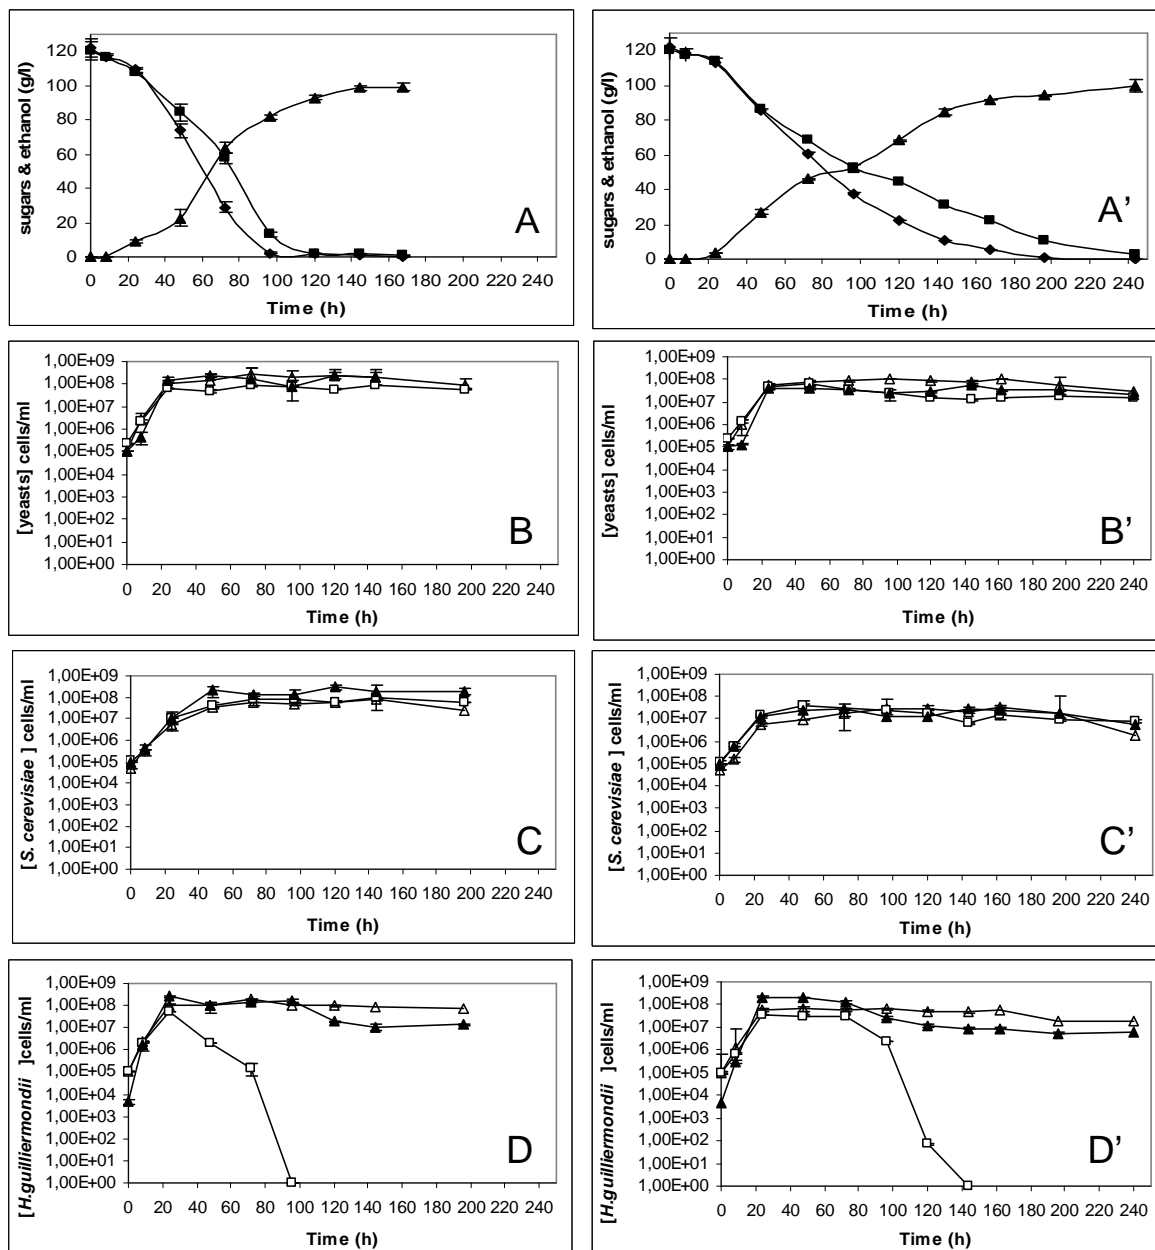 sugars & ethanol (g/l)
120
100
80
60
40
20
0
0 20 40 60 80 100 120 140 160 180 200 220 240
Time (h)
A
sugars & ethanol (g/l)
120
100
80
60
40
20
0
0 20 40 60 80 100 120 140 160 180 200 220 240
Time (h)
A’
[yeasts] cells/ml
1,00E+09
1,00E+08
1,00E+07
1,00E+06
1,00E+05
1,00E+04
1,00E+03
1,00E+02
1,00E+01
1,00E+00
0 20 40 60 80 100 120 140 160 180 200 220 240
Time (h)
B
[yeasts] cells/ml
1,00E+09
1,00E+08
1,00E+07
1,00E+06
1,00E+05
1,00E+04
1,00E+03
1,00E+02
1,00E+01
1,00E+00
0 20 40 60 80 100 120 140 160 180 200 220 240
Time (h)
B’
[S. cerevisiae ] cells/ml
1,00E+09
1,00E+08
1,00E+07
1,00E+06
1,00E+05
1,00E+04
1,00E+03
1,00E+02
1,00E+01
1,00E+00
0 20 40 60 80 100 120 140 160 180 200 220 240
Time (h)
C
[S. cerevisiae ] cells/ml
1,00E+09
1,00E+08
1,00E+07
1,00E+06
1,00E+05
1,00E+04
1,00E+03
1,00E+02
1,00E+01
1,00E+00
0 20 40 60 80 100 120 140 160 180 200 220 240
Time (h)
C’
[H.guilliermondii ]cells/ml
1,00E+09
1,00E+08
1,00E+07
1,00E+06
1,00E+05
1,00E+04
1,00E+03
1,00E+02
1,00E+01
1,00E+00
0 20 40 60 80 100 120 140 160 180 200 220 240
Time (h)
D
[H.guilliermondii ]cells/ml
1,00E+09
1,00E+08
1,00E+07
1,00E+06
1,00E+05
1,00E+04
1,00E+03
1,00E+02
1,00E+01
1,00E+00
0 20 40 60 80 100 120 140 160 180 200 220 240
Time (h)
D’